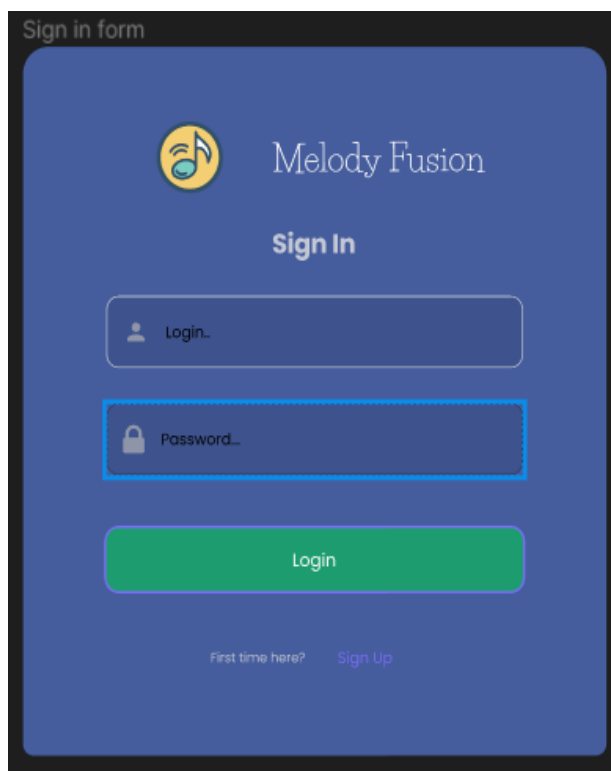 Sign in form
Melody Fusion
Sign In
Login..
Password...
Login
First time here? Sign Up